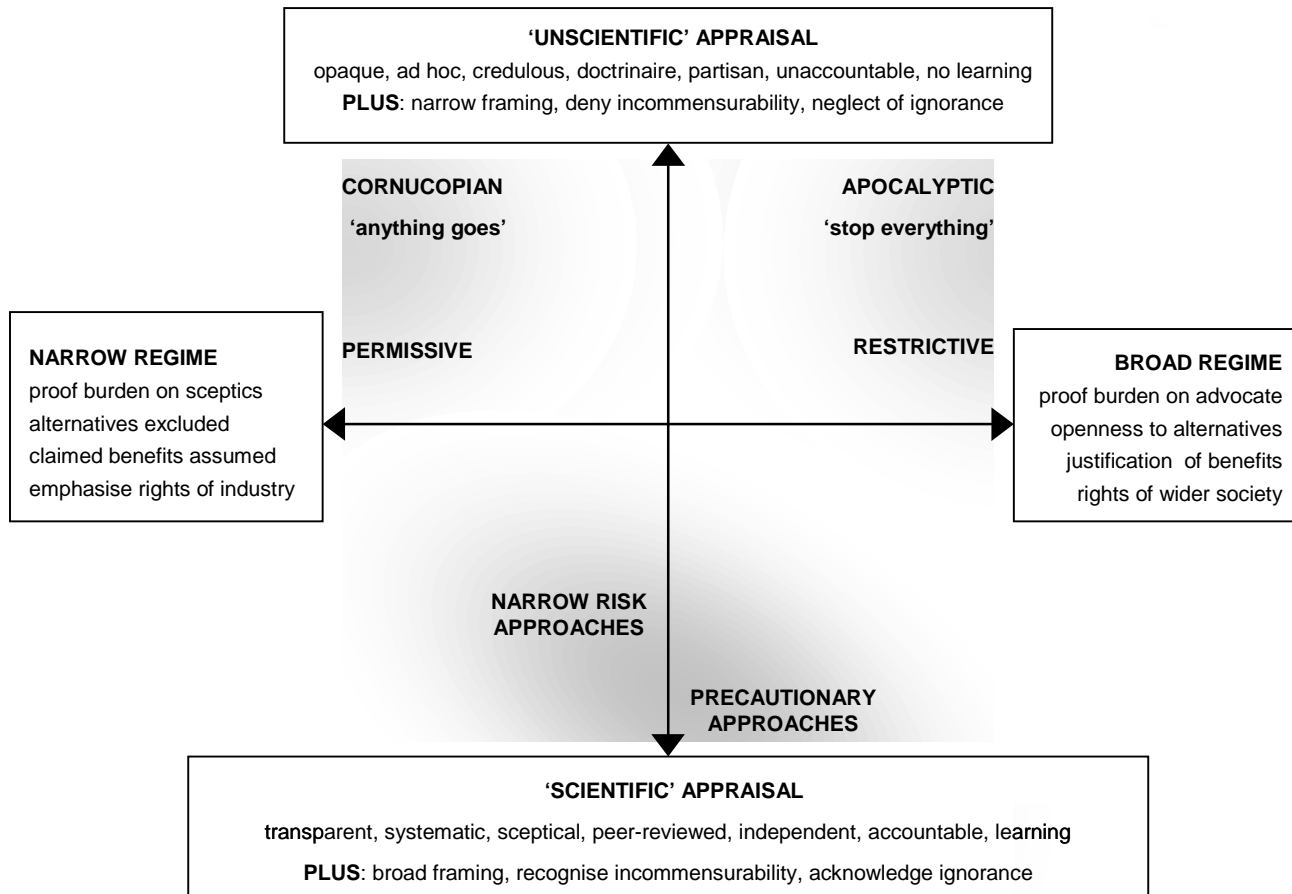 ‘UNSCIENTIFIC’ APPRAISAL
opaque, ad hoc, credulous, doctrinaire, partisan, unaccountable, no learning
PLUS: narrow framing, deny incommensurability, neglect of ignorance
CORNUCOPIAN
‘anything goes’
APOCALYPTIC
‘stop everything’
PERMISSIVE
RESTRICTIVE
NARROW REGIME
proof burden on sceptics
alternatives excluded
claimed benefits assumed
emphasise rights of industry
BROAD REGIME
proof burden on advocate
openness to alternatives
justification of benefits
rights of wider society
NARROW RISK
APPROACHES
PRECAUTIONARY
APPROACHES
‘SCIENTIFIC’ APPRAISAL
transparent, systematic, sceptical, peer-reviewed, independent, accountable, learning
PLUS: broad framing, recognise incommensurability, acknowledge ignorance